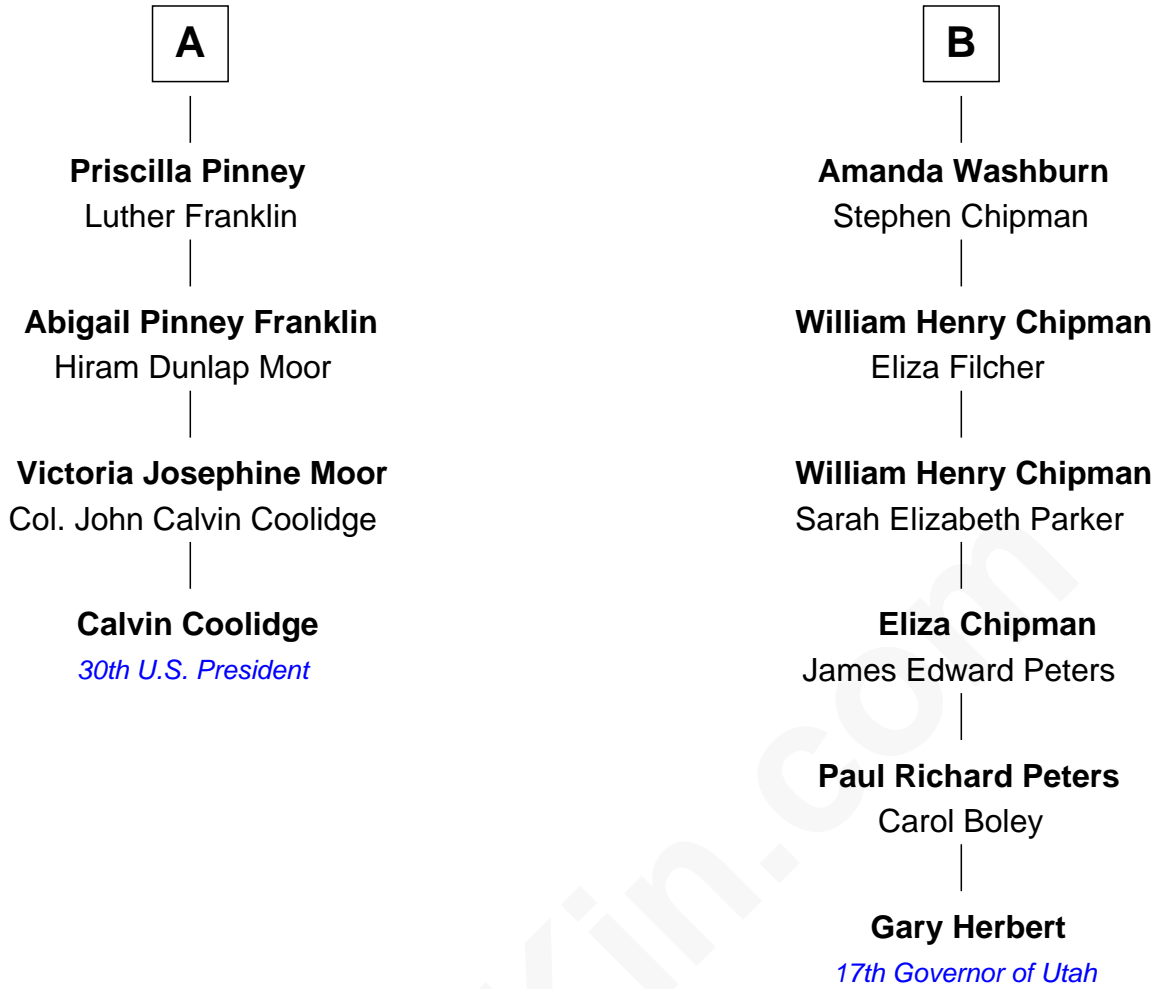 A
Priscilla Pinney
Luther Franklin
Abigail Pinney Franklin
Hiram Dunlap Moor
Victoria Josephine Moor
Col. John Calvin Coolidge
Calvin Coolidge
30th U.S. President
B
Amanda Washburn
Stephen Chipman
William Henry Chipman
Eliza Filcher
William Henry Chipman
Sarah Elizabeth Parker
Eliza Chipman
James Edward Peters
Paul Richard Peters
Carol Boley
Gary Herbert
17th Governor of Utah
Kin.com